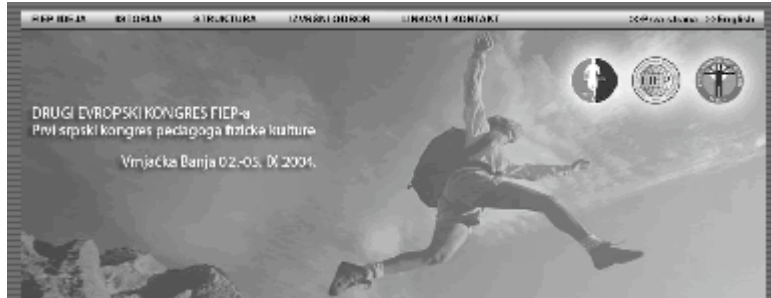 FIEP IDEJA ISTORIJA STRUKTURA IZVRŠNI ODBOR LINKOVI I KONTAKT >>Prva strana >>English
FIEP
DRUGI EVROPSKI KONGRES FIEP-a
Prvi srpski kongres pedagoga fizičke kulture
Vrnjačka Banja 02.-05. IX 2004.